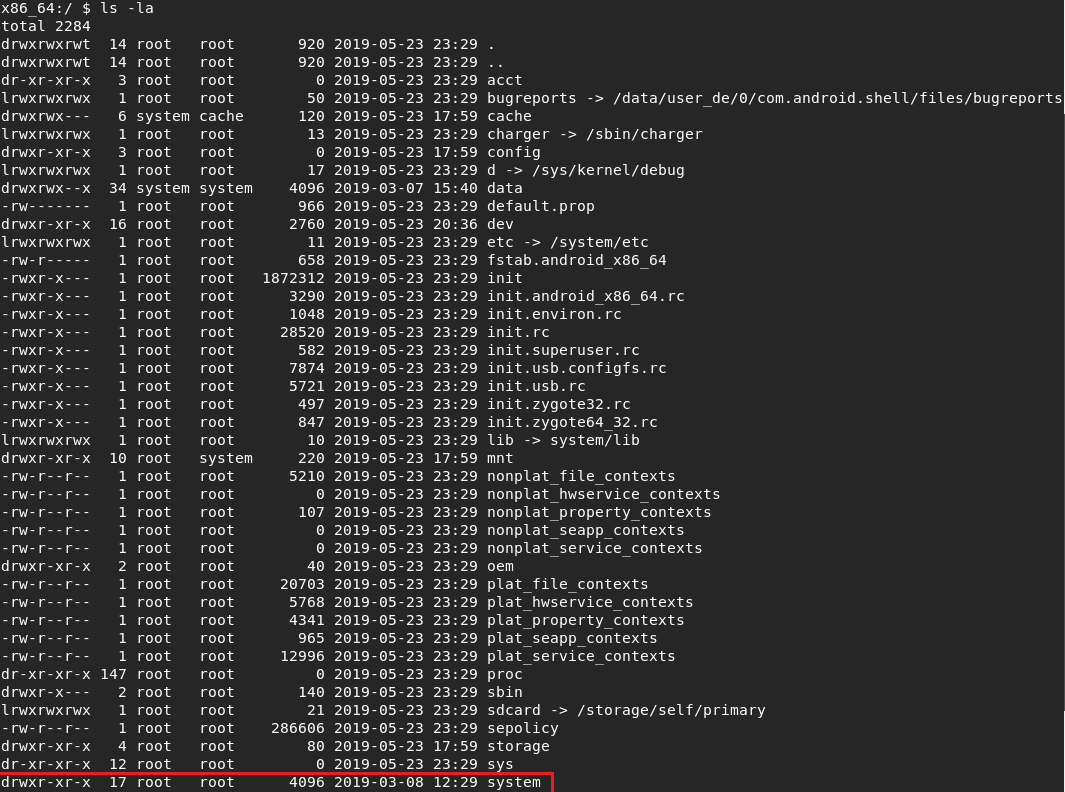 x86_64:/ $ ls -la
total 2284
drwxrwxrwt  14 root   root       920 2019-05-23 23:29 .
drwxrwxrwt  14 root   root       920 2019-05-23 23:29 ..
dr-xr-xr-x   3 root   root         0 2019-05-23 23:29 acct
lrwxrwxrwx   1 root   root        50 2019-05-23 23:29 bugreports -> /data/user_de/0/com.android.shell/files/bugreports
drwxrwx---   6 system cache      120 2019-05-23 17:59 cache
lrwxrwxrwx   1 root   root        13 2019-05-23 23:29 charger -> /sbin/charger
drwxr-xr-x   3 root   root         0 2019-05-23 17:59 config
lrwxrwxrwx   1 root   root        17 2019-05-23 23:29 d -> /sys/kernel/debug
drwxrwx--x  34 system system    4096 2019-03-07 15:40 data
-rw-------   1 root   root       966 2019-05-23 23:29 default.prop
drwxr-xr-x  16 root   root      2760 2019-05-23 20:36 dev
lrwxrwxrwx   1 root   root        11 2019-05-23 23:29 etc -> /system/etc
-rw-r-----   1 root   root       658 2019-05-23 23:29 fstab.android_x86_64
-rwxr-x---   1 root   root   1872312 2019-05-23 23:29 init
-rwxr-x---   1 root   root      3290 2019-05-23 23:29 init.android_x86_64.rc
-rwxr-x---   1 root   root      1048 2019-05-23 23:29 init.environ.rc
-rwxr-x---   1 root   root     28520 2019-05-23 23:29 init.rc
-rwxr-x---   1 root   root       582 2019-05-23 23:29 init.superuser.rc
-rwxr-x---   1 root   root      7874 2019-05-23 23:29 init.usb.configfs.rc
-rwxr-x---   1 root   root      5721 2019-05-23 23:29 init.usb.rc
-rwxr-x---   1 root   root       497 2019-05-23 23:29 init.zygote32.rc
-rwxr-x---   1 root   root       847 2019-05-23 23:29 init.zygote64_32.rc
lrwxrwxrwx   1 root   root        10 2019-05-23 23:29 lib -> system/lib
drwxr-xr-x  10 root   system     220 2019-05-23 17:59 mnt
-rw-r--r--   1 root   root      5210 2019-05-23 23:29 nonplat_file_contexts
-rw-r--r--   1 root   root         0 2019-05-23 23:29 nonplat_hwservice_contexts
-rw-r--r--   1 root   root       107 2019-05-23 23:29 nonplat_property_contexts
-rw-r--r--   1 root   root         0 2019-05-23 23:29 nonplat_seapp_contexts
-rw-r--r--   1 root   root         0 2019-05-23 23:29 nonplat_service_contexts
drwxr-xr-x   2 root   root        40 2019-05-23 23:29 oem
-rw-r--r--   1 root   root     20703 2019-05-23 23:29 plat_file_contexts
-rw-r--r--   1 root   root      5768 2019-05-23 23:29 plat_hwservice_contexts
-rw-r--r--   1 root   root      4341 2019-05-23 23:29 plat_property_contexts
-rw-r--r--   1 root   root       965 2019-05-23 23:29 plat_seapp_contexts
-rw-r--r--   1 root   root     12996 2019-05-23 23:29 plat_service_contexts
dr-xr-xr-x 147 root   root         0 2019-05-23 23:29 proc
drwxr-x---   2 root   root       140 2019-05-23 23:29 sbin
lrwxrwxrwx   1 root   root        21 2019-05-23 23:29 sdcard -> /storage/self/primary
-rw-r--r--   1 root   root    286606 2019-05-23 23:29 sepolicy
drwxr-xr-x   4 root   root        80 2019-05-23 17:59 storage
dr-xr-xr-x  12 root   root         0 2019-05-23 23:29 sys
drwxr-xr-x  17 root   root      4096 2019-03-08 12:29 system